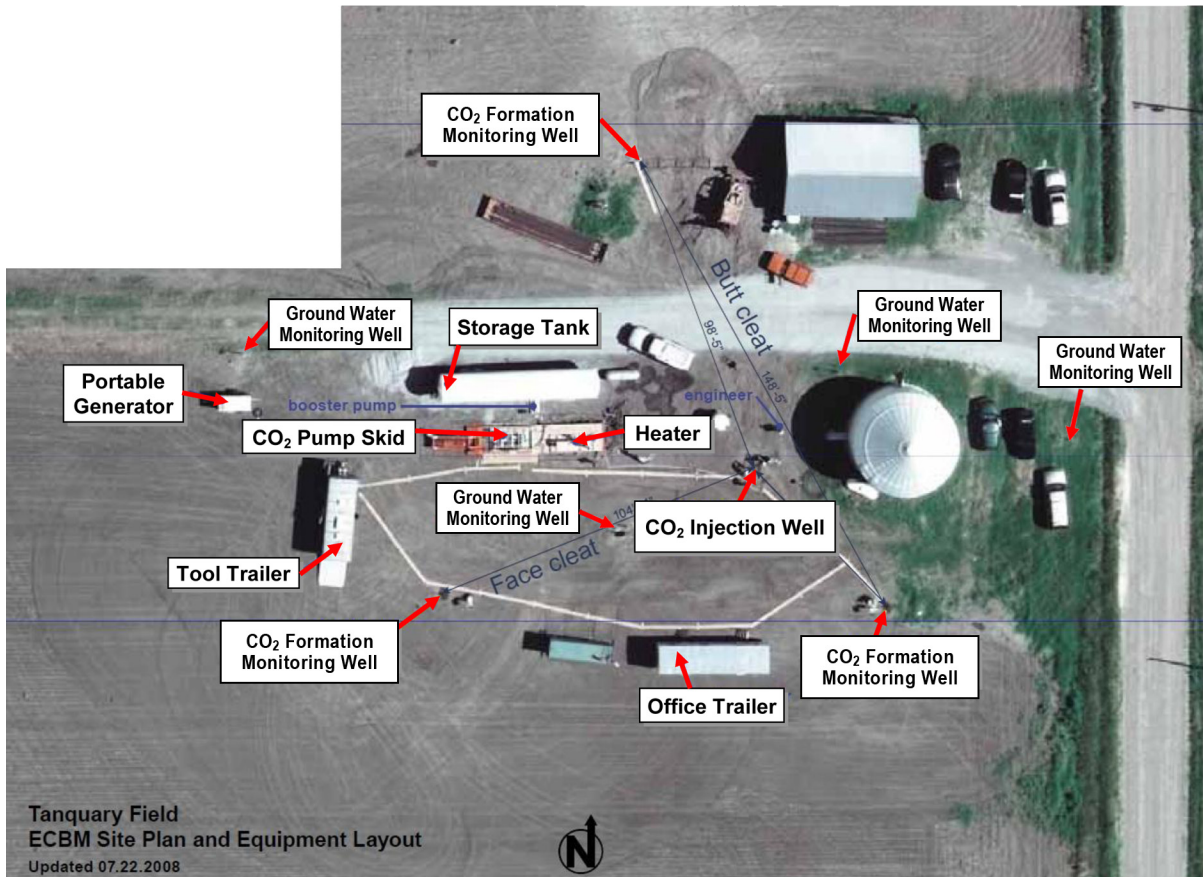 CO₂ Formation
Monitoring Well
Butt cleat
98'-5"
148'-5"
Ground Water
Monitoring Well
Storage Tank
Ground Water
Monitoring Well
Ground Water
Monitoring Well
Portable
Generator
booster pump
engineer
CO₂ Pump Skid
Heater
Ground Water
Monitoring Well
CO₂ Injection Well
Face cleat
Tool Trailer
CO₂ Formation
Monitoring Well
CO₂ Formation
Monitoring Well
Office Trailer
Tanquary Field
ECBM Site Plan and Equipment Layout
Updated 07.22.2008
N